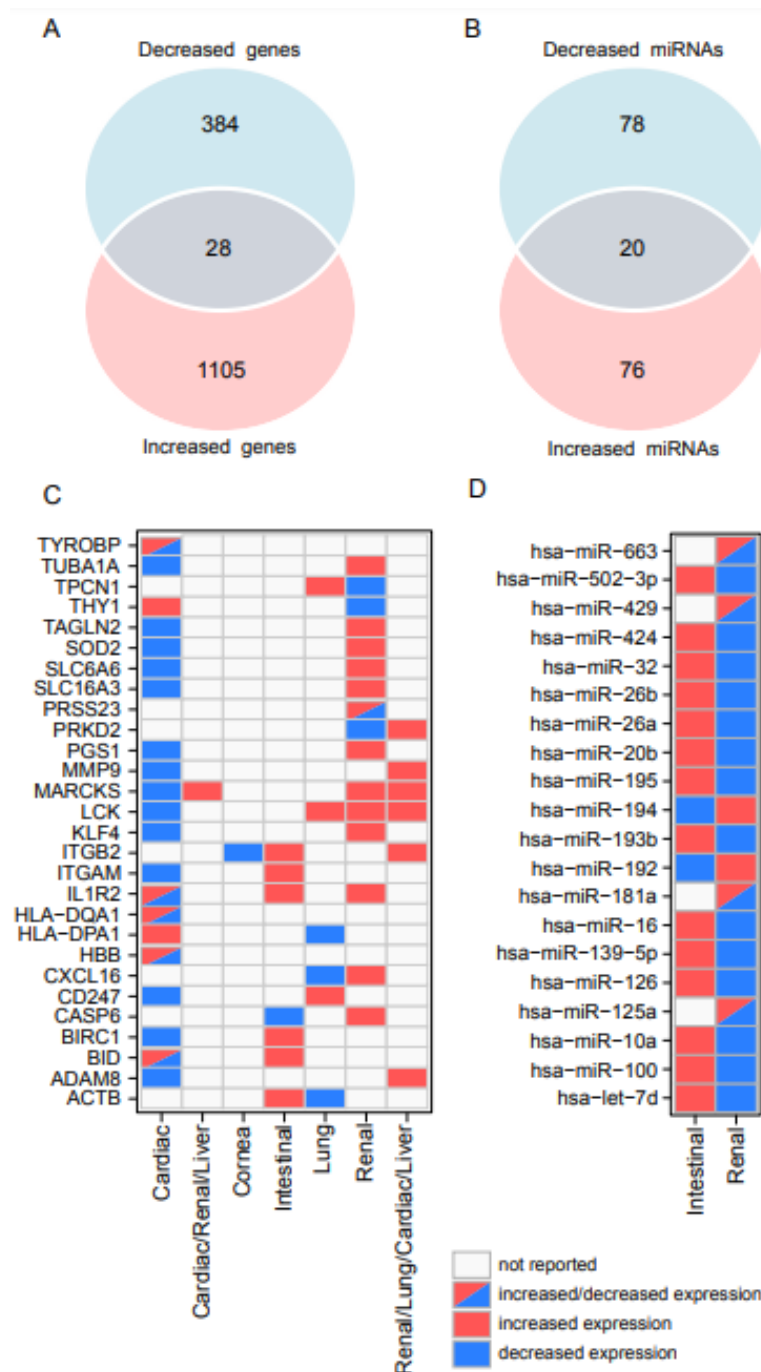 A
B
Decreased genes
Decreased miRNAs
384
78
28
20
1105
76
Increased genes
Increased miRNAs
C
D
TYROBP
TUBA1A
TPCN1
THY1
TAGLN2
SOD2
SLC6A6
SLC16A3
PRSS23
PRKD2
PGS1
MMP9
MARCKS
LCK
KLF4
ITGB2
ITGAM
IL1R2
HLA-DQA1
HLA-DPA1
HBB
CXCL16
CD247
CASP6
BIRC1
BID
ADAM8
ACTB
Cardiac
Cardiac/Renal/Liver
Cornea
Intestinal
Lung
Renal
Renal/Lung/Cardiac/Liver
hsa-miR-663
hsa-miR-502-3p
hsa-miR-429
hsa-miR-424
hsa-miR-32
hsa-miR-26b
hsa-miR-26a
hsa-miR-20b
hsa-miR-195
hsa-miR-194
hsa-miR-193b
hsa-miR-192
hsa-miR-181a
hsa-miR-16
hsa-miR-139-5p
hsa-miR-126
hsa-miR-125a
hsa-miR-10a
hsa-miR-100
hsa-let-7d
Intestinal
Renal
not reported
increased/decreased expression
increased expression
decreased expression